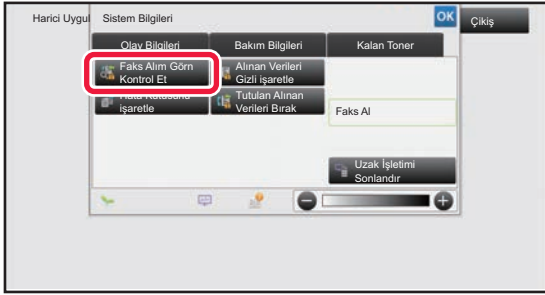 Harici Uygul
Sistem Bilgileri
OK
Çıkış
Olay Bilgileri
Bakım Bilgileri
Kalan Toner
Faks Alım Görn
Kontrol Et
Alınan Verileri
Gizli işaretle
işaretle
Tutulan Alınan
Verileri Bırak
Faks Al
Uzak İşletimi
Sonlandır